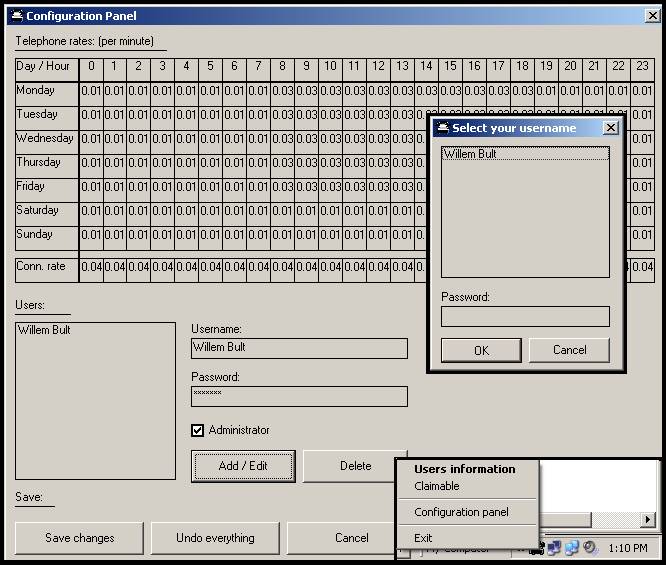 Configuration Panel
Telephone rates: (per minute)
Day / Hour 0 1 2 3 4 5 6 7 8 9 10 11 12 13 14 15 16 17 18 19 20 21 22 23
Monday 0.01 0.01 0.01 0.01 0.01 0.01 0.01 0.01 0.03 0.03 0.03 0.03 0.03 0.03 0.03 0.03 0.03 0.03 0.03 0.01 0.01 0.01 0.01 0.01
Tuesday 0.01 0.01 0.01 0.01 0.01 0.01 0.01 0.01 0.03 0.03 0.03 0.03 0.03 0.03 0.01
Wednesday 0.01 0.01 0.01 0.01 0.01 0.01 0.01 0.01 0.03 0.03 0.03 0.03 0.03 0.03 0.01
Thursday 0.01 0.01 0.01 0.01 0.01 0.01 0.01 0.01 0.03 0.03 0.03 0.03 0.03 0.03 0.01
Friday 0.01 0.01 0.01 0.01 0.01 0.01 0.01 0.01 0.03 0.03 0.03 0.03 0.03 0.03 0.01
Saturday 0.01 0.01 0.01 0.01 0.01 0.01 0.01 0.01 0.01 0.01 0.01 0.01 0.01 0.01 0.01
Sunday 0.01 0.01 0.01 0.01 0.01 0.01 0.01 0.01 0.01 0.01 0.01 0.01 0.01 0.01 0.01
Conn. rate 0.04 0.04 0.04 0.04 0.04 0.04 0.04 0.04 0.04 0.04 0.04 0.04 0.04 0.04 0.04
Select your username
Willem Bult
Password:
OK Cancel
Users:
Willem Bult
Username:
Willem Bult
Password:
×××××××
Administrator
Add / Edit Delete
Save:
Save changes Undo everything Cancel
Users information
Claimable
Configuration panel
Exit
My Computer
1:10 PM